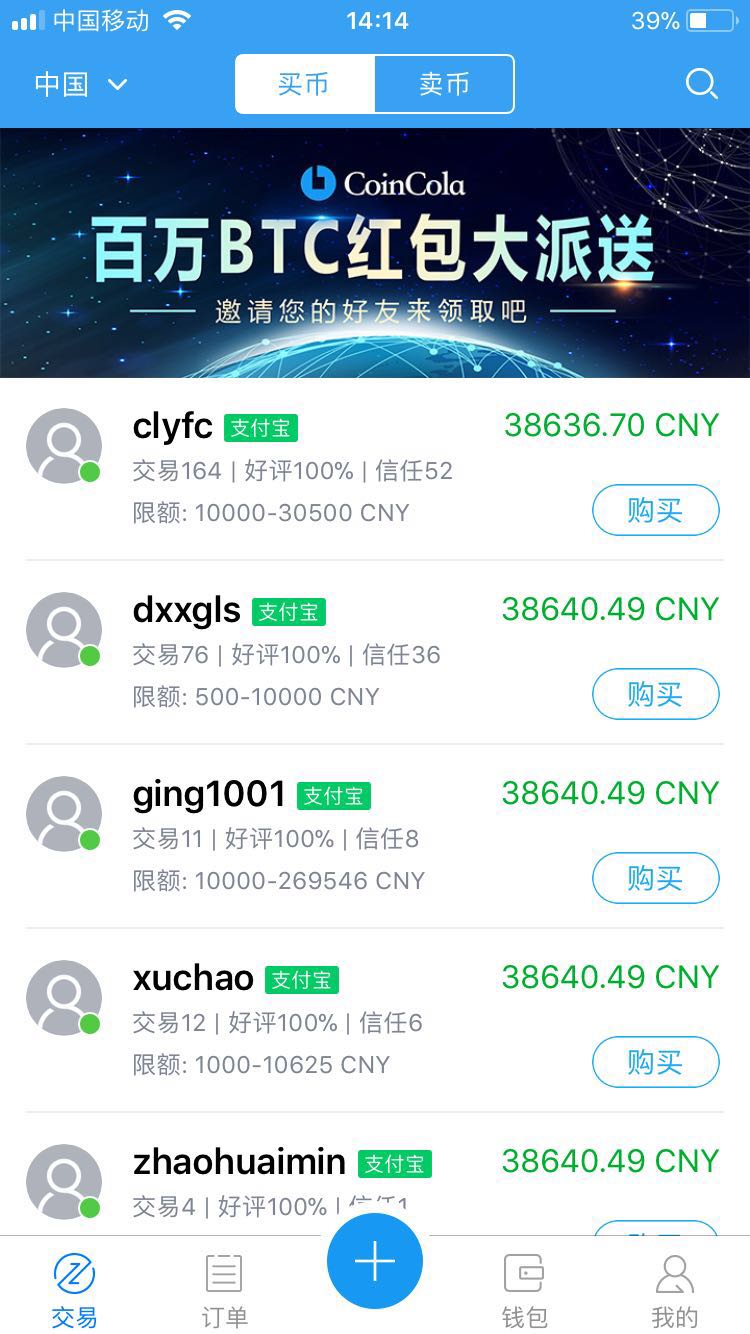 中国移动 14:14 39%
中国 买币 卖币
CoinCola
百万BTC红包大派送
邀请您的好友来领取吧
clyfc 支付宝 38636.70 CNY
交易164 | 好评100% | 信任52
限额: 10000-30500 CNY 购买
dxxgls 支付宝 38640.49 CNY
交易76 | 好评100% | 信任36
限额: 500-10000 CNY 购买
ging1001 支付宝 38640.49 CNY
交易11 | 好评100% | 信任8
限额: 10000-269546 CNY 购买
xuchao 支付宝 38640.49 CNY
交易12 | 好评100% | 信任6
限额: 1000-10625 CNY 购买
zhaohuaimin 支付宝 38640.49 CNY
交易4 | 好评100% | 信任1
交易 订单 钱包 我的